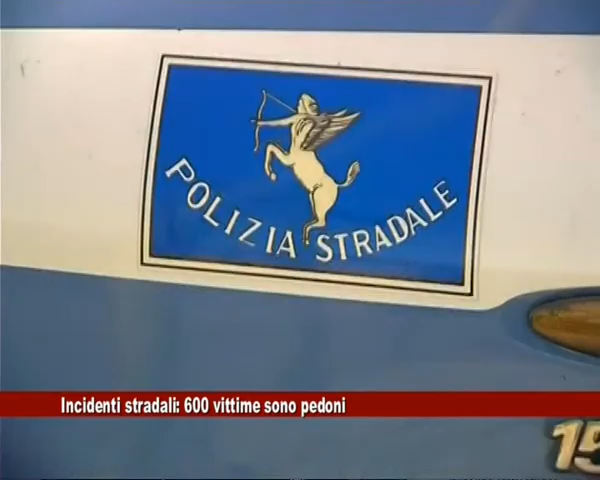 POLIZIA STRADALE
Incidenti stradali: 600 vittime sono pedoni